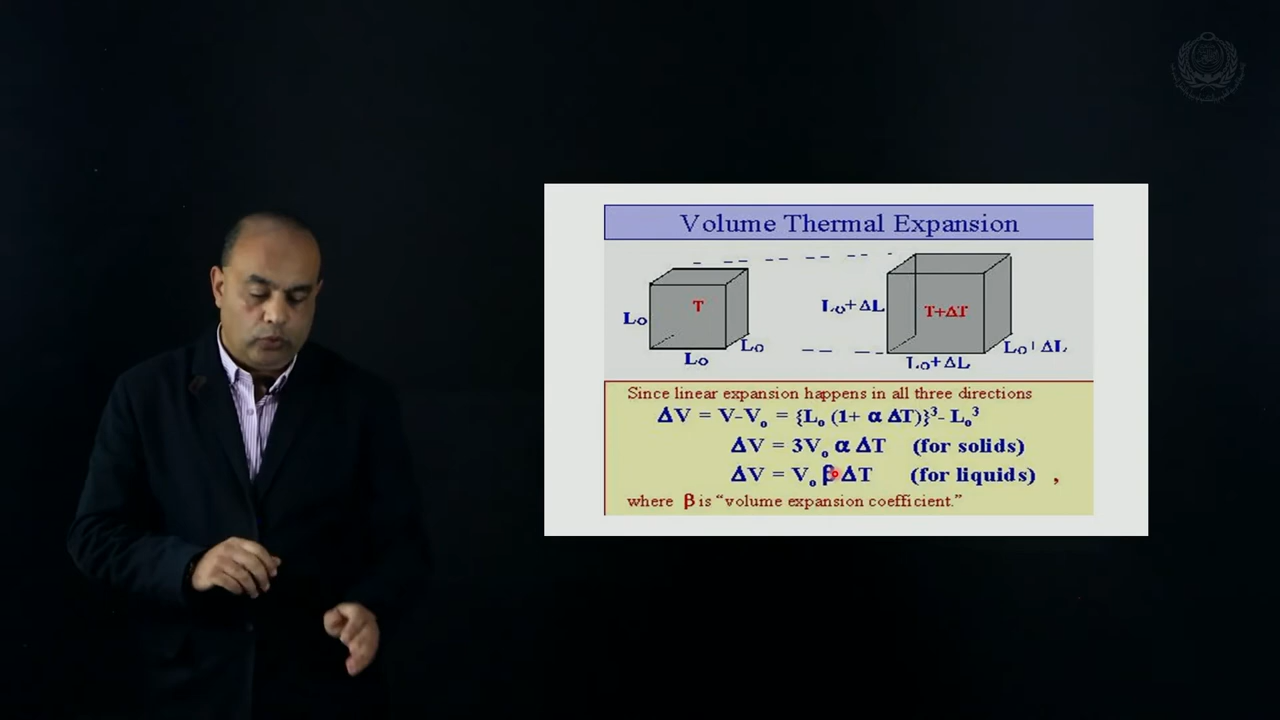 Volume Thermal Expansion
T
Lo
Lo
Lo
T+ΔT
Lo+ΔL
Lo+ΔL
Lo+ΔL
Since linear expansion happens in all three directions
ΔV = V-Vₒ = {Lₒ (1+ α ΔT)}³- Lₒ³
ΔV = 3Vₒ α ΔT (for solids)
ΔV = Vₒ β ΔT (for liquids) ,
where β is “volume expansion coefficient.”